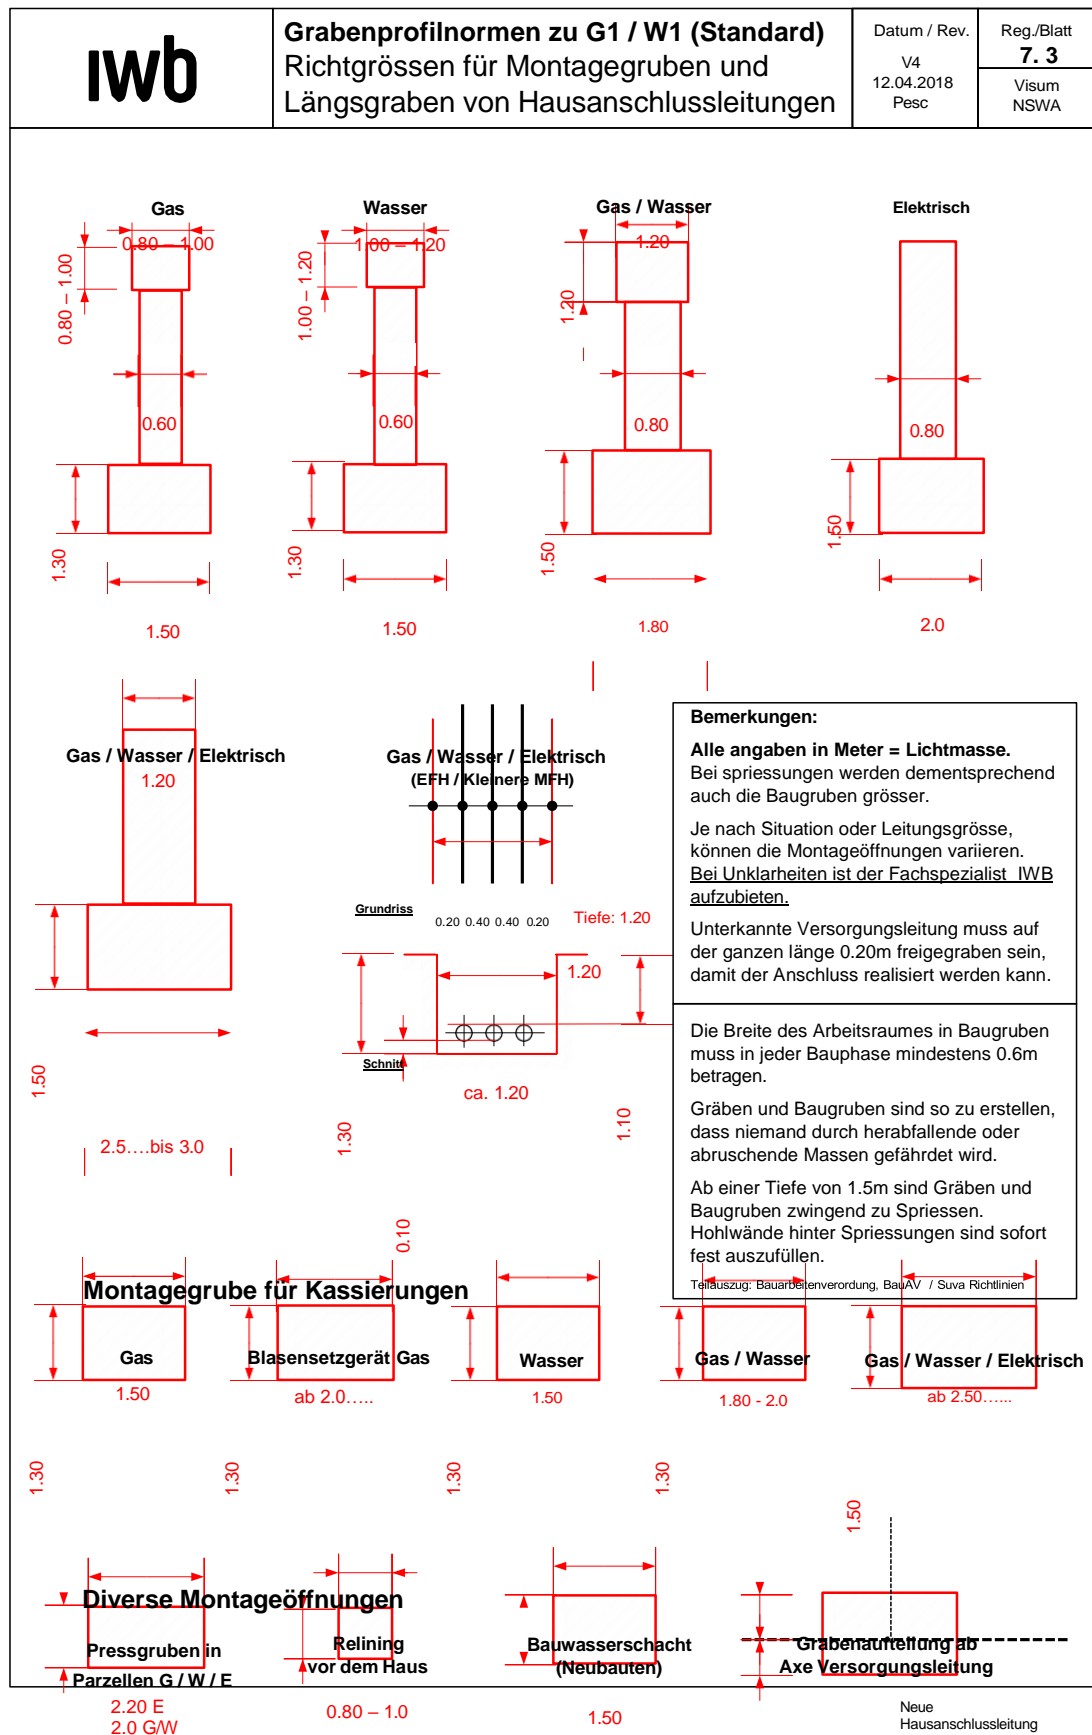 iwb
Grabenprofilnormen zu G1 / W1 (Standard)
Richtgrössen für Montagegruben und
Längsgraben von Hausanschlussleitungen
Datum / Rev.
V4
12.04.2018
Pesc
Reg./Blatt
7. 3
Visum
NSWA
Gas
0.80 – 1.00
0.80 – 1.00
0.60
1.30
1.50
Wasser
1.00 – 1.20
1.00 – 1.20
0.60
1.30
1.50
Gas / Wasser
1.20
1.20
0.80
1.50
1.80
Elektrisch
0.80
1.50
2.0
Gas / Wasser / Elektrisch
1.20
1.50
2.5….bis 3.0
Gas / Wasser / Elektrisch
(EFH / Kleinere MFH)
Grundriss
0.20 0.40 0.40 0.20
Tiefe: 1.20
1.20
Schnitt
ca. 1.20
1.30
1.10
0.10
Bemerkungen:
Alle angaben in Meter = Lichtmasse.
Bei spriessungen werden dementsprechend
auch die Baugruben grösser.
Je nach Situation oder Leitungsgrösse,
können die Montageöffnungen variieren.
Bei Unklarheiten ist der Fachspezialist IWB
aufzubieten.
Unterkannte Versorgungsleitung muss auf
der ganzen länge 0.20m freigegraben sein,
damit der Anschluss realisiert werden kann.
Die Breite des Arbeitsraumes in Baugruben
muss in jeder Bauphase mindestens 0.6m
betragen.
Gräben und Baugruben sind so zu erstellen,
dass niemand durch herabfallende oder
abruschende Massen gefährdet wird.
Ab einer Tiefe von 1.5m sind Gräben und
Baugruben zwingend zu Spriessen.
Hohlwände hinter Spriessungen sind sofort
fest auszufüllen.
Teilauszug: Bauarbeitenverordung, BauAV / Suva Richtlinien
Montagegrube für Kassierungen
Gas
1.50
1.30
Blasensetzgerät Gas
ab 2.0…..
1.30
Wasser
1.50
1.30
Gas / Wasser
1.80 - 2.0
1.30
Gas / Wasser / Elektrisch
ab 2.50…...
1.50
Diverse Montageöffnungen
Pressgruben in
Parzellen G / W / E
2.20 E
2.0 G/W
Relining
vor dem Haus
0.80 – 1.0
Bauwasserschacht
(Neubauten)
1.50
Grabenaufteilung ab
Axe Versorgungsleitung
Neue
Hausanschlussleitung